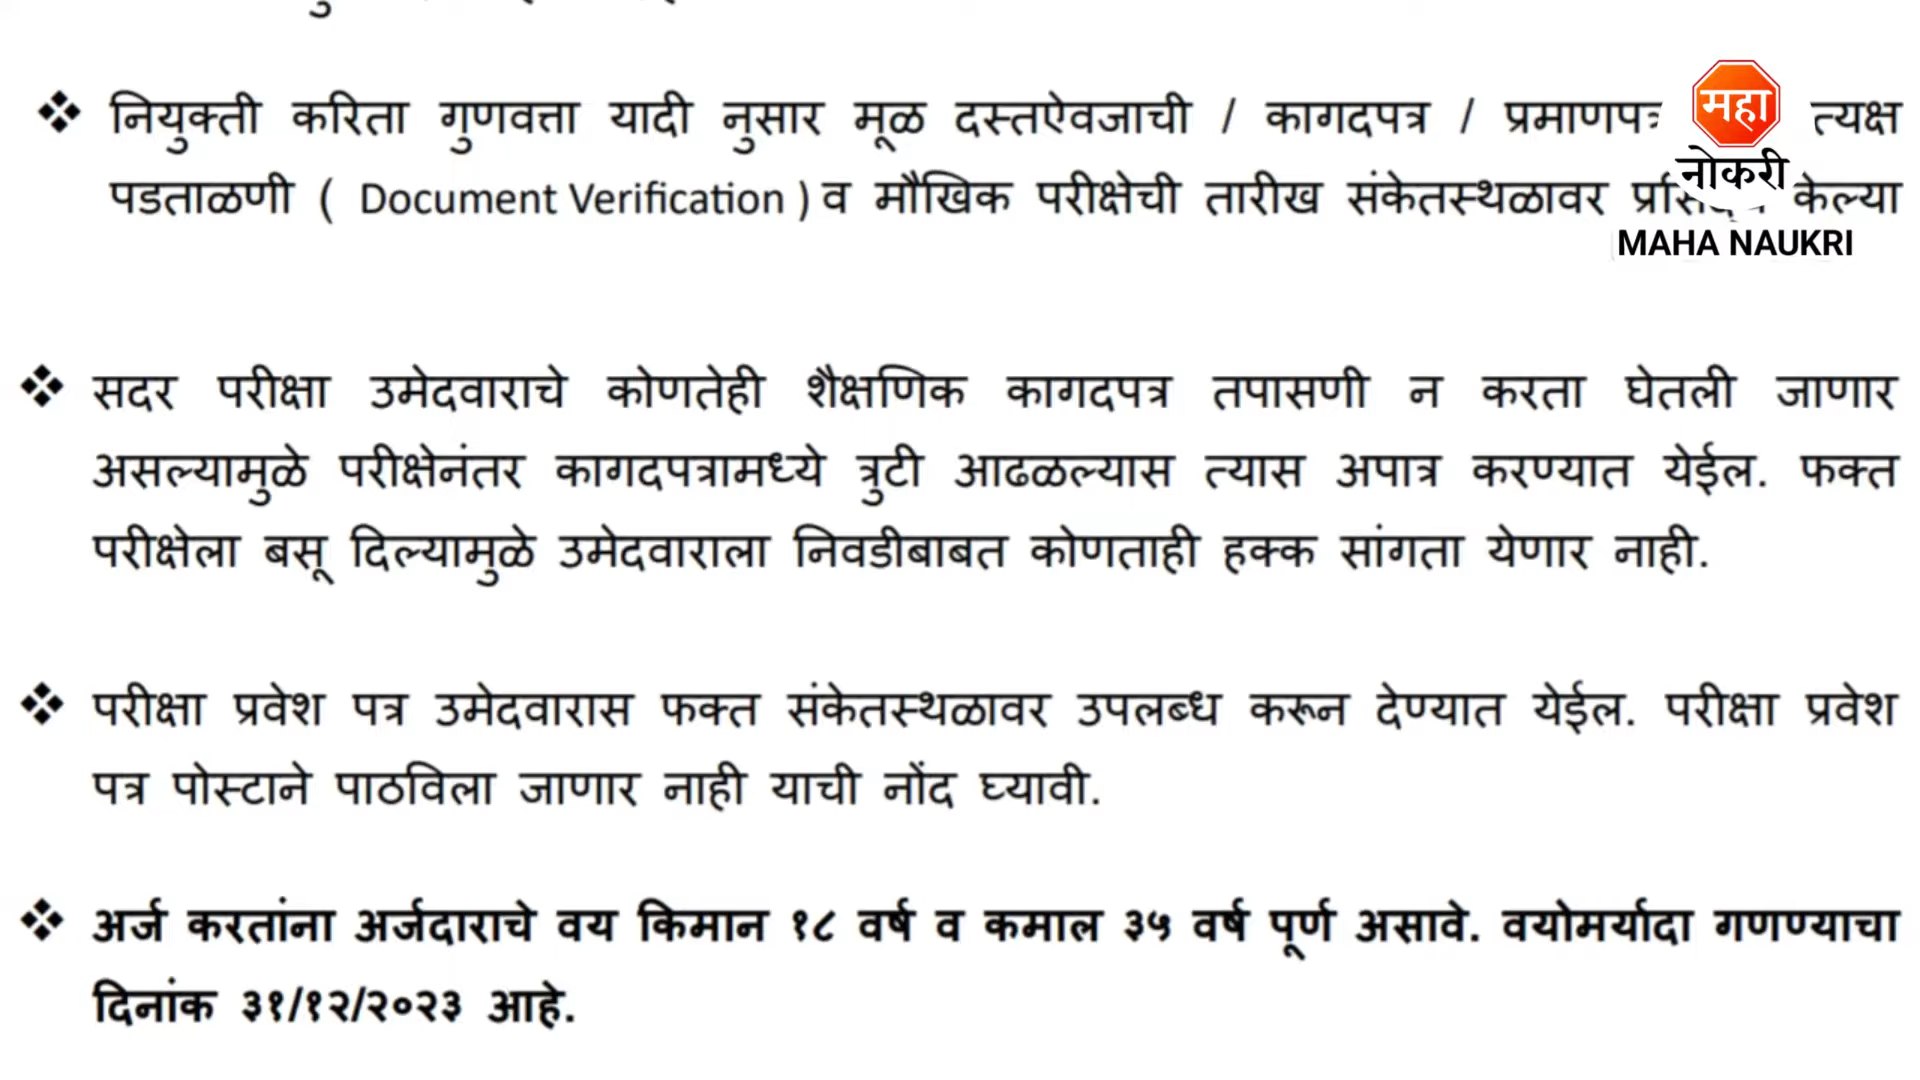 ❖ नियुक्ती करिता गुणवत्ता यादी नुसार मूळ दस्तऐवजाची / कागदपत्र /
महा
पडताळणी ( Document Verification ) व मौखिक परीक्षेची तारीख संकेतस्थळावर केल्या
नोकरी
MAHA NAUKRI
❖ सदर परीक्षा उमेदवाराचे कोणतेही शैक्षणिक कागदपत्र तपासणी न करता घेतली जाणार
असल्यामुळे परीक्षेनंतर कागदपत्रामध्ये त्रुटी आढळल्यास त्यास अपात्र करण्यात येईल. फक्त
परीक्षेला बसू दिल्यामुळे उमेदवाराला निवडीबाबत कोणताही हक्क सांगता येणार नाही.
❖ परीक्षा प्रवेश पत्र उमेदवारास फक्त संकेतस्थळावर उपलब्ध करून देण्यात येईल. परीक्षा प्रवेश
पत्र पोस्टाने पाठविला जाणार नाही याची नोंद घ्यावी.
❖ अर्ज करतांना अर्जदाराचे वय किमान १८ वर्ष व कमाल ३५ वर्ष पूर्ण असावे. वयोमर्यादा गणण्याचा
दिनांक ३१/१२/२०२३ आहे.